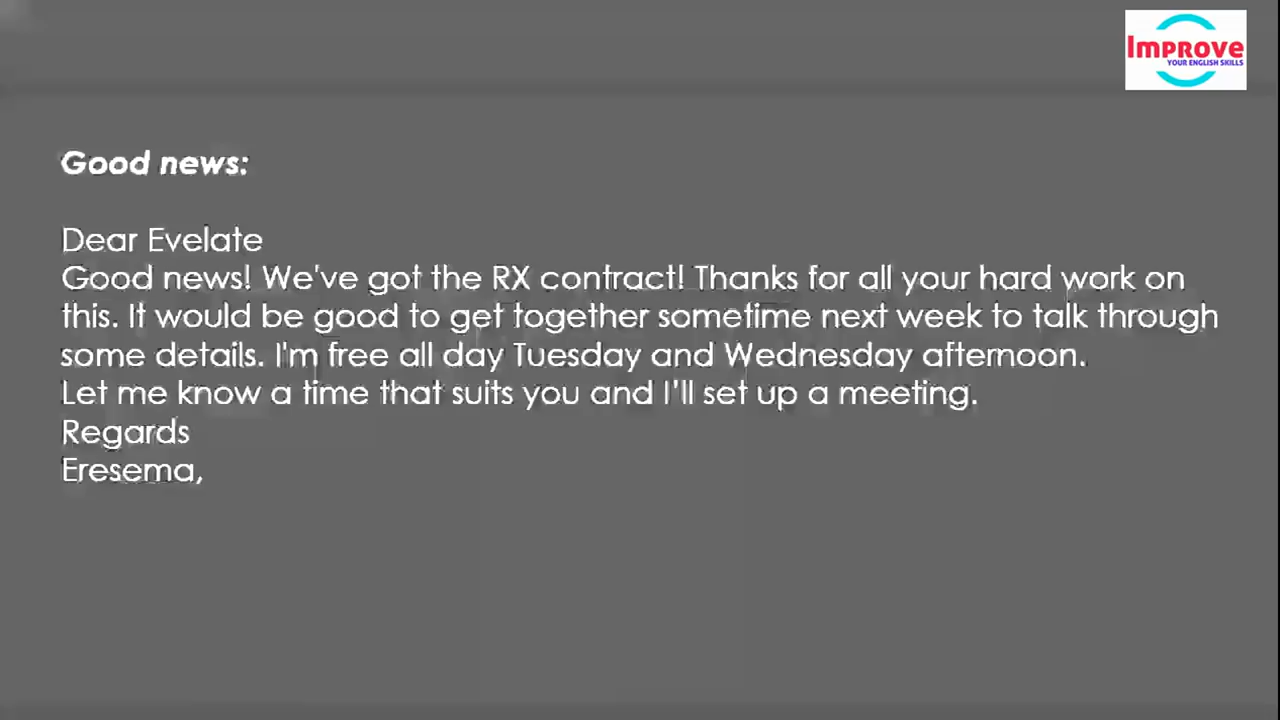 Improve
YOUR ENGLISH SKILLS
Good news:
Dear Evelate
Good news! We've got the RX contract! Thanks for all your hard work on
this. It would be good to get together sometime next week to talk through
some details. I'm free all day Tuesday and Wednesday afternoon.
Let me know a time that suits you and I'll set up a meeting.
Regards
Eresema,